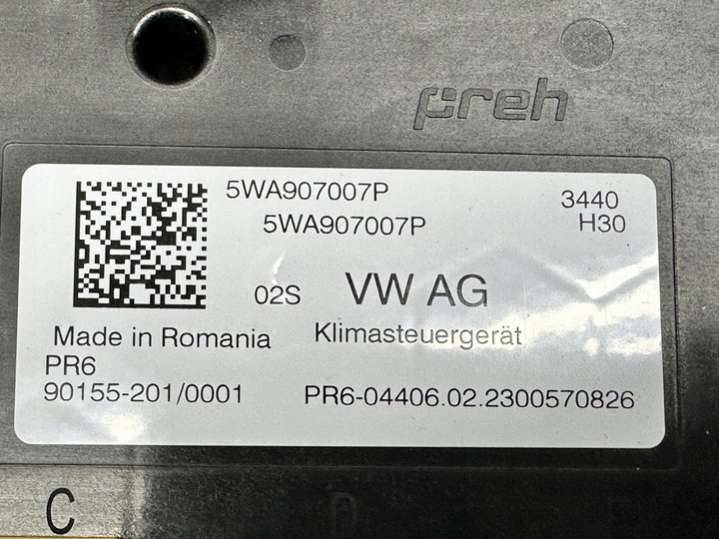 preh
5WA907007P
5WA907007P
3440
H30
02S VW AG
Made in Romania Klimasteuergerät
PR6
90155-201/0001 PR6-04406.02.2300570826
C